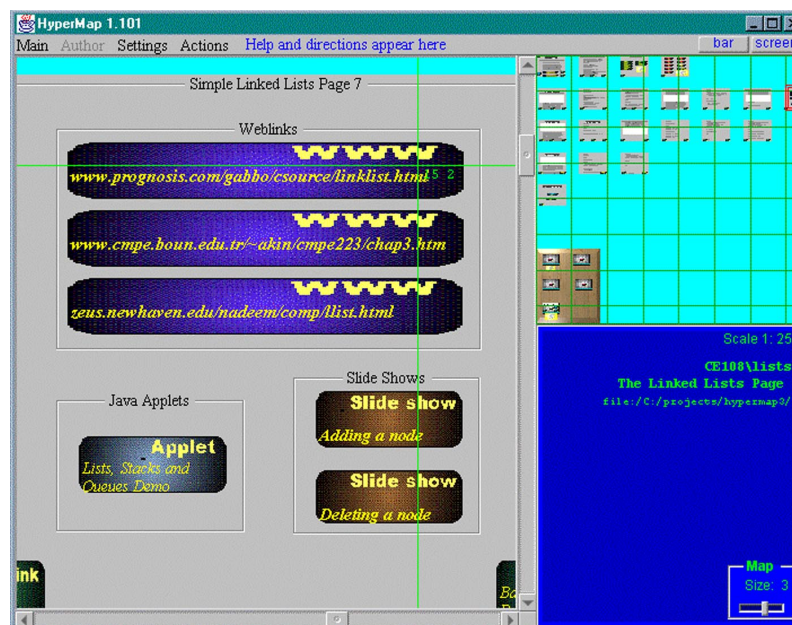 HyperMap 1.101
Main Author Settings Actions Help and directions appear here bar screen
Simple Linked Lists Page 7
Weblinks
WWW
www.prognosis.com/gabbo/csource/linklist.html 15 2
WWW
www.cmpe.boun.edu.tr/~akin/cmpe223/chap3.htm
WWW
zeus.newhaven.edu/nadeem/comp/llist.html
Scale 1: 25
CE108\lists
The Linked Lists Page
file:/C:/projects/hypermap3/
Java Applets
Applet
Lists, Stacks and
Queues Demo
Slide Shows
Slide show
Adding a node
Slide show
Deleting a node
ink
Map
Size: 3